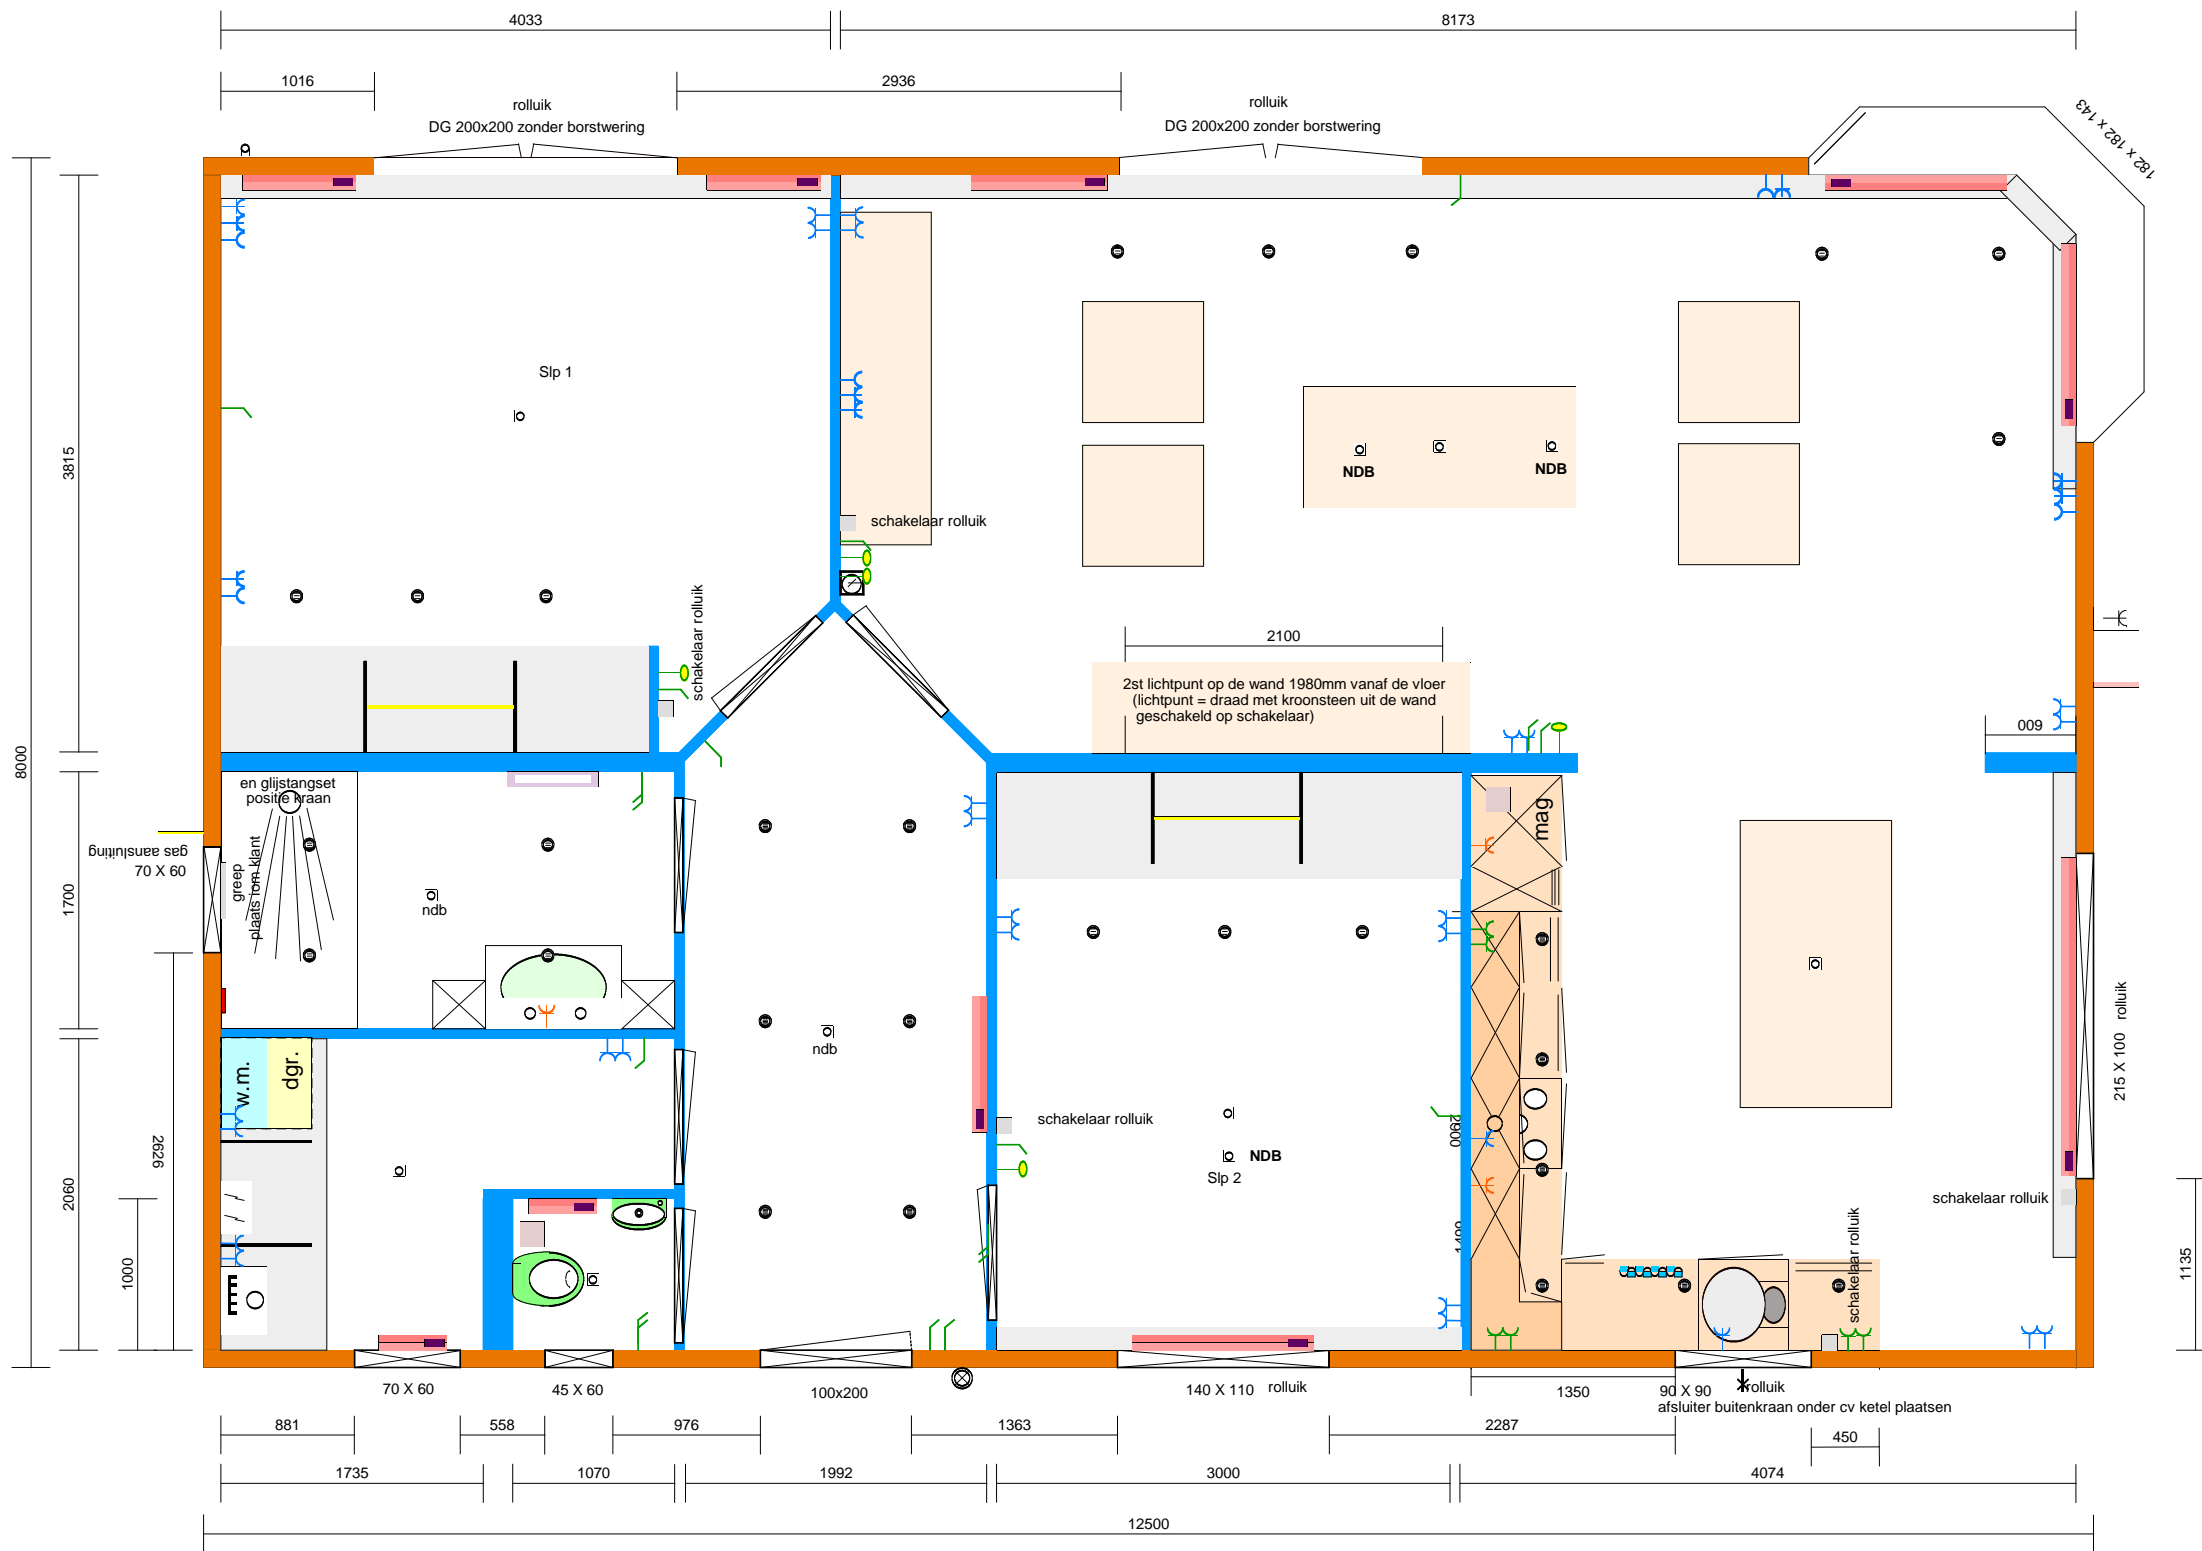 4033
8173
1016
2936
rolluik
DG 200x200 zonder borstwering
rolluik
DG 200x200 zonder borstwering
182 x 182 x 143
8000
3815
Slp 1
NDB
NDB
schakelaar rolluik
schakelaar rolluik
2100
2st lichtpunt op de wand 1980mm vanaf de vloer
(lichtpunt = draad met kroonsteen uit de wand
geschakeld op schakelaar)
600
en glijstangset
positie kraan
mag
gas aansluiting
70 X 60
greep
plaats iom klant
1700
ndb
ndb
w.m.
dgr.
215 X 100 rolluik
schakelaar rolluik
2900
NDB
Slp 2
2626
2060
schakelaar rolluik
1499
schakelaar rolluik
1000
1135
70 X 60
45 X 60
100x200
140 X 110
rolluik
1350
90 X 90
rolluik
afsluiter buitenkraan onder cv ketel plaatsen
881
558
976
1363
2287
450
1735
1070
1992
3000
4074
12500